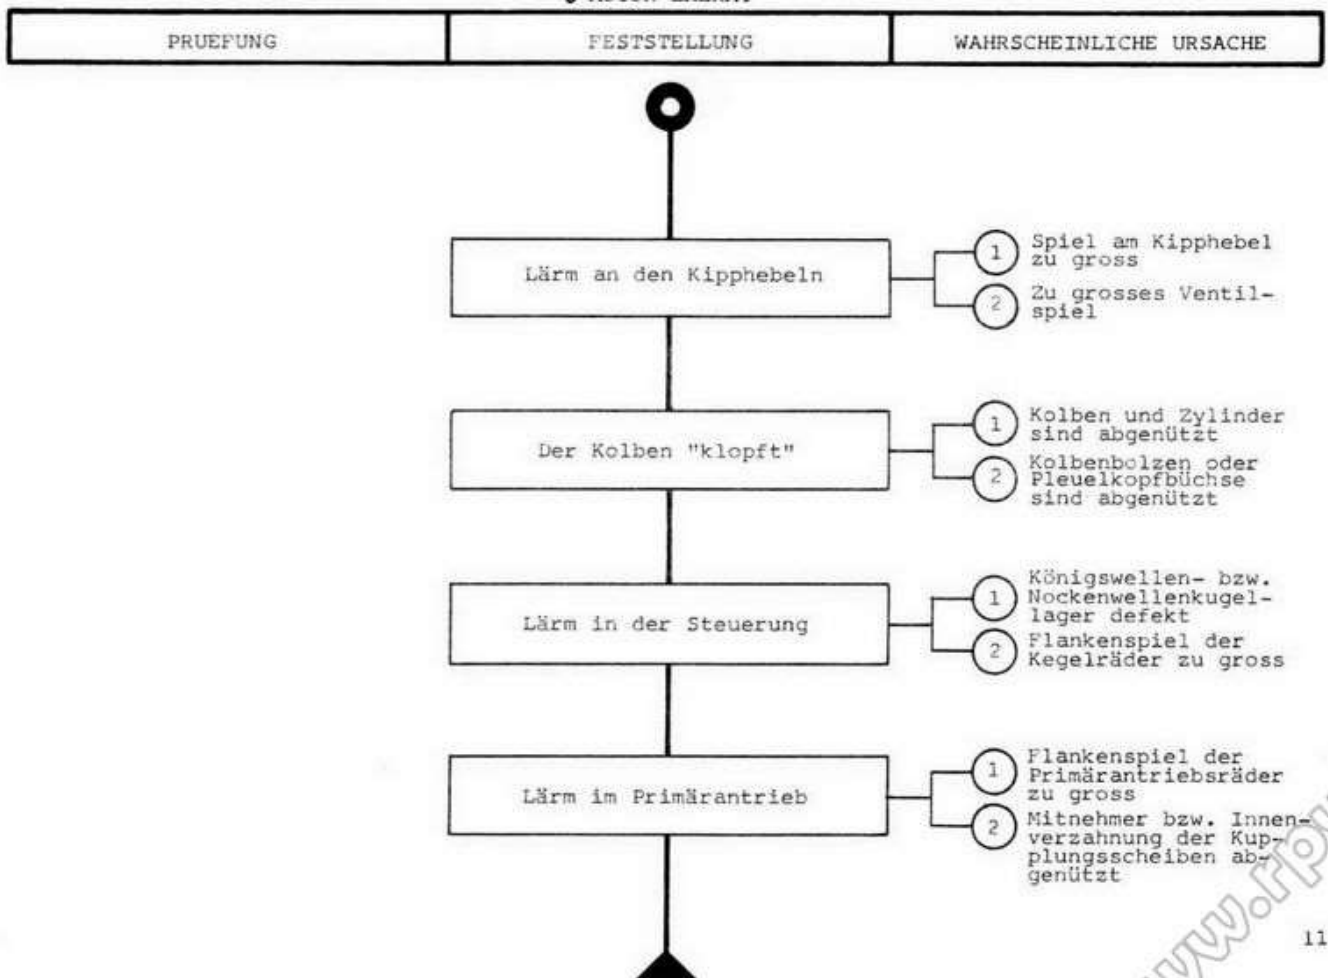 PRUEFUNG
FESTSTELLUNG
WAHRSCHEINLICHE URSACHE
Lärm an den Kipphebeln
1
Spiel am Kipphebel
zu gross
2
Zu grosses Ventil-
spiel
Der Kolben "klopft"
1
Kolben und Zylinder
sind abgenützt
2
Kolbenbolzen oder
Pleuelkopfbüchse
sind abgenützt
Lärm in der Steuerung
1
Königswellen- bzw.
Nockenwellenkugel-
lager defekt
2
Flankenspiel der
Kegelräder zu gross
Lärm im Primärantrieb
1
Flankenspiel der
Primärantriebsräder
zu gross
2
Mitnehmer bzw. Innen-
verzahnung der Kup-
plungsscheiben ab-
genützt
11